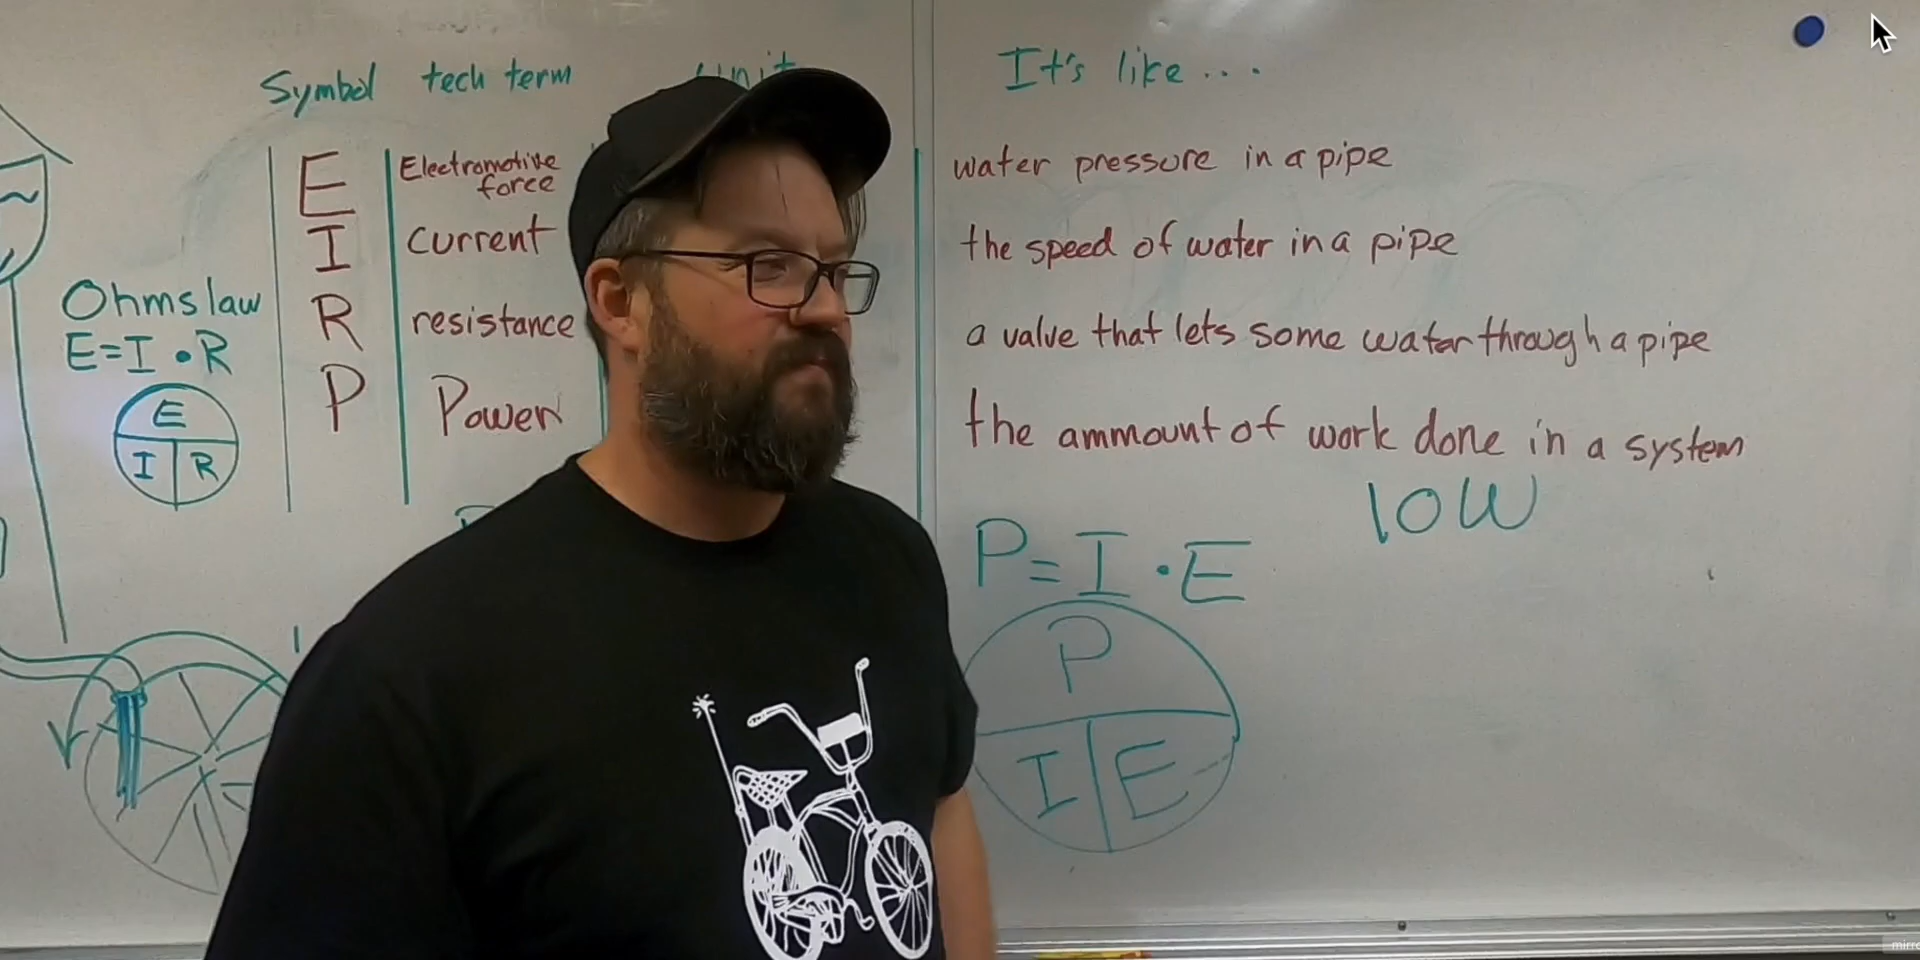 Symbol tech term unit It's like ....
E Electromotive force water pressure in a pipe
I current the speed of water in a pipe
R resistance a valve that lets some water through a pipe
P Power the ammount of work done in a system
Ohms law
E=I•R
E
I R
10W
P=I•E
P
I E